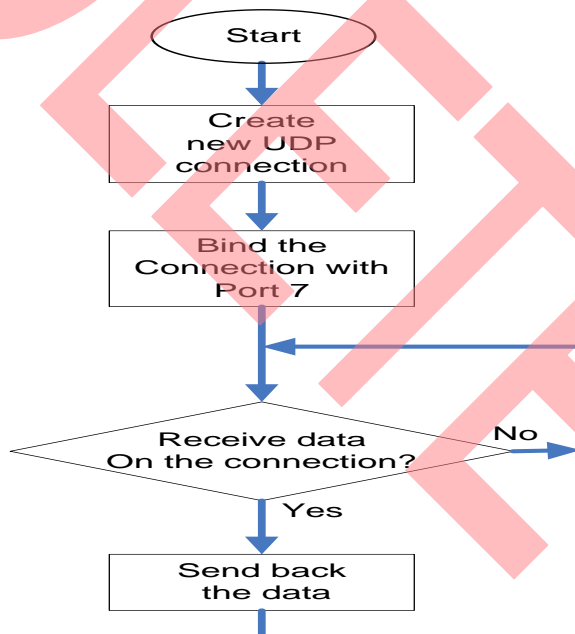 Start
Create
new UDP
connection
Bind the
Connection with
Port 7
Receive data
On the connection?
No
Yes
Send back
the data